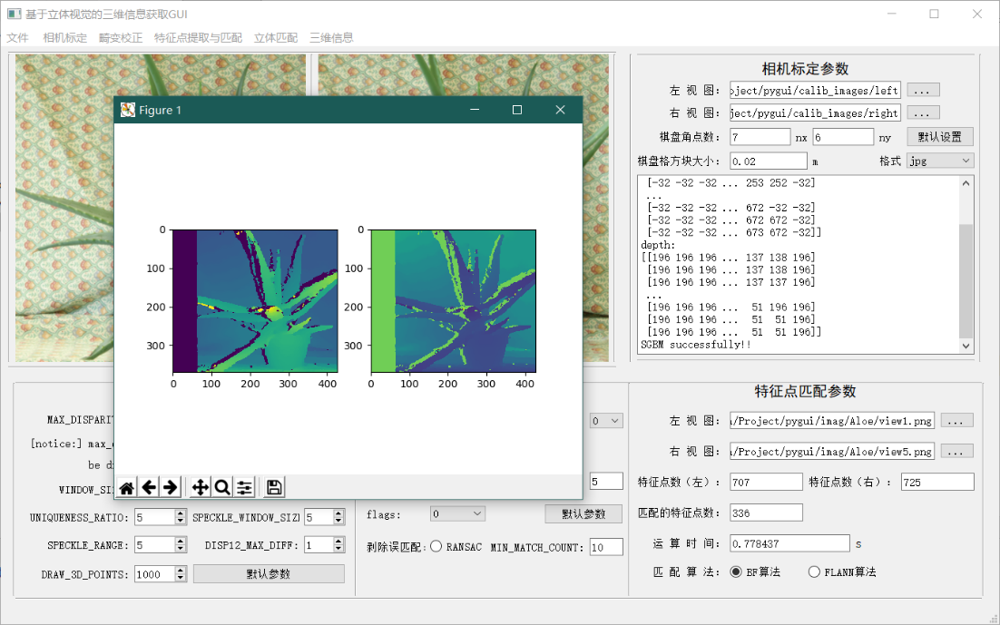 基于立体视觉的三维信息获取GUI
文件 相机标定 畸变校正 特征点提取与匹配 立体匹配 三维信息
相机标定参数
左 视 图： oject/pygui/calib_images/left ...
右 视 图： ject/pygui/calib_images/right ...
棋盘角点数： 7 nx 6 ny 默认设置
棋盘格方块大小： 0.02 m 格式 jpg
[-32 -32 -32 ... 253 252 -32]
...
[-32 -32 -32 ... 672 -32 -32]
[-32 -32 -32 ... 672 672 -32]
[-32 -32 -32 ... 673 672 -32]]
depth:
[[196 196 196 ... 137 138 196]
[196 196 196 ... 137 138 196]
[196 196 196 ... 137 137 196]
...
[196 196 196 ... 51 196 196]
[196 196 196 ... 51 51 196]
[196 196 196 ... 51 51 196]]
SGBM successfully!!
Figure 1
0 0
100 100
200 200
300 300
0 100 200 300 400 0 100 200 300 400
MAX_DISPARIT
[notice:] max_
be di
WINDOW_SI
UNIQUENESS_RATIO: 5 SPECKLE_WINDOW_SIZ 5
SPECKLE_RANGE: 5 DISP12_MAX_DIFF: 1
DRAW_3D_POINTS: 1000 默认参数
0
5
flags: 0 默认参数
剥除误匹配: RANSAC MIN_MATCH_COUNT: 10
特征点匹配参数
左 视 图： /Project/pygui/imag/Aloe/view1.png ...
右 视 图： /Project/pygui/imag/Aloe/view5.png ...
特征点数（左）： 707 特征点数（右）： 725
匹配的特征点数： 336
运 算 时 间： 0.778437 s
匹 配 算 法： BF算法 FLANN算法